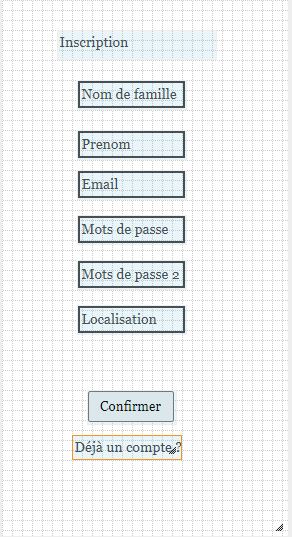 Inscription
Nom de famille
Prenom
Email
Mots de passe
Mots de passe 2
Localisation
Confirmer
Déjà un compte ?